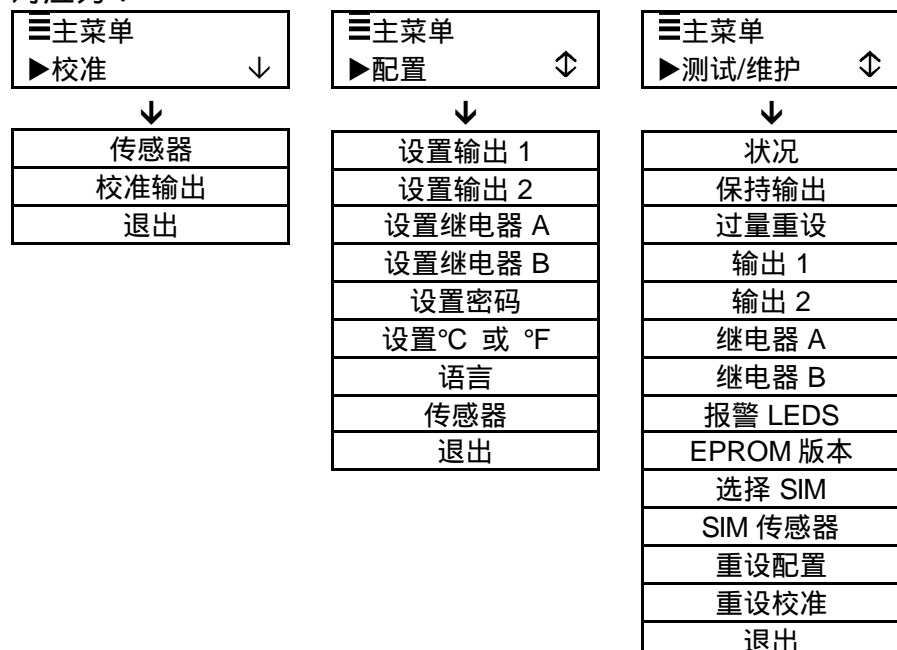 ☰主菜单
▶校准 ↓
↓
传感器
校准输出
退出
☰主菜单
▶配置 ↕
↓
设置输出 1
设置输出 2
设置继电器 A
设置继电器 B
设置密码
设置°C 或 °F
语言
传感器
退出
☰主菜单
▶测试/维护 ↕
↓
状况
保持输出
过量重设
输出 1
输出 2
继电器 A
继电器 B
报警 LEDS
EPROM 版本
选择 SIM
SIM 传感器
重设配置
重设校准
退出